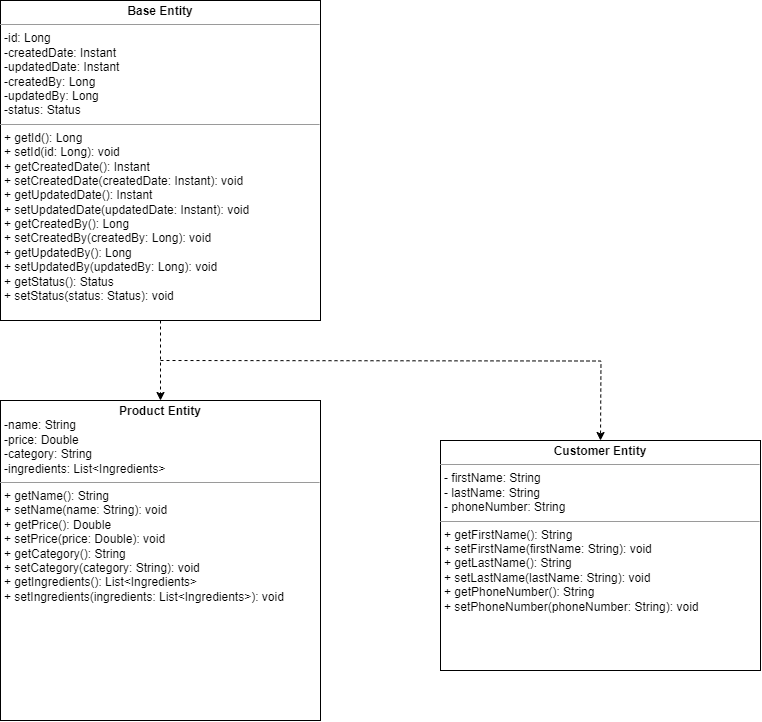 Base Entity
-id: Long
-createdDate: Instant
-updatedDate: Instant
-createdBy: Long
-updatedBy: Long
-status: Status
+ getId(): Long
+ setId(id: Long): void
+ getCreatedDate(): Instant
+ setCreatedDate(createdDate: Instant): void
+ getUpdatedDate(): Instant
+ setUpdatedDate(updatedDate: Instant): void
+ getCreatedBy(): Long
+ setCreatedBy(createdBy: Long): void
+ getUpdatedBy(): Long
+ setUpdatedBy(updatedBy: Long): void
+ getStatus(): Status
+ setStatus(status: Status): void
Product Entity
-name: String
-price: Double
-category: String
-ingredients: List<Ingredients>
+ getName(): String
+ setName(name: String): void
+ getPrice(): Double
+ setPrice(price: Double): void
+ getCategory(): String
+ setCategory(category: String): void
+ getIngredients(): List<Ingredients>
+ setIngredients(ingredients: List<Ingredients>): void
Customer Entity
- firstName: String
- lastName: String
- phoneNumber: String
+ getFirstName(): String
+ setFirstName(firstName: String): void
+ getLastName(): String
+ setLastName(lastName: String): void
+ getPhoneNumber(): String
+ setPhoneNumber(phoneNumber: String): void